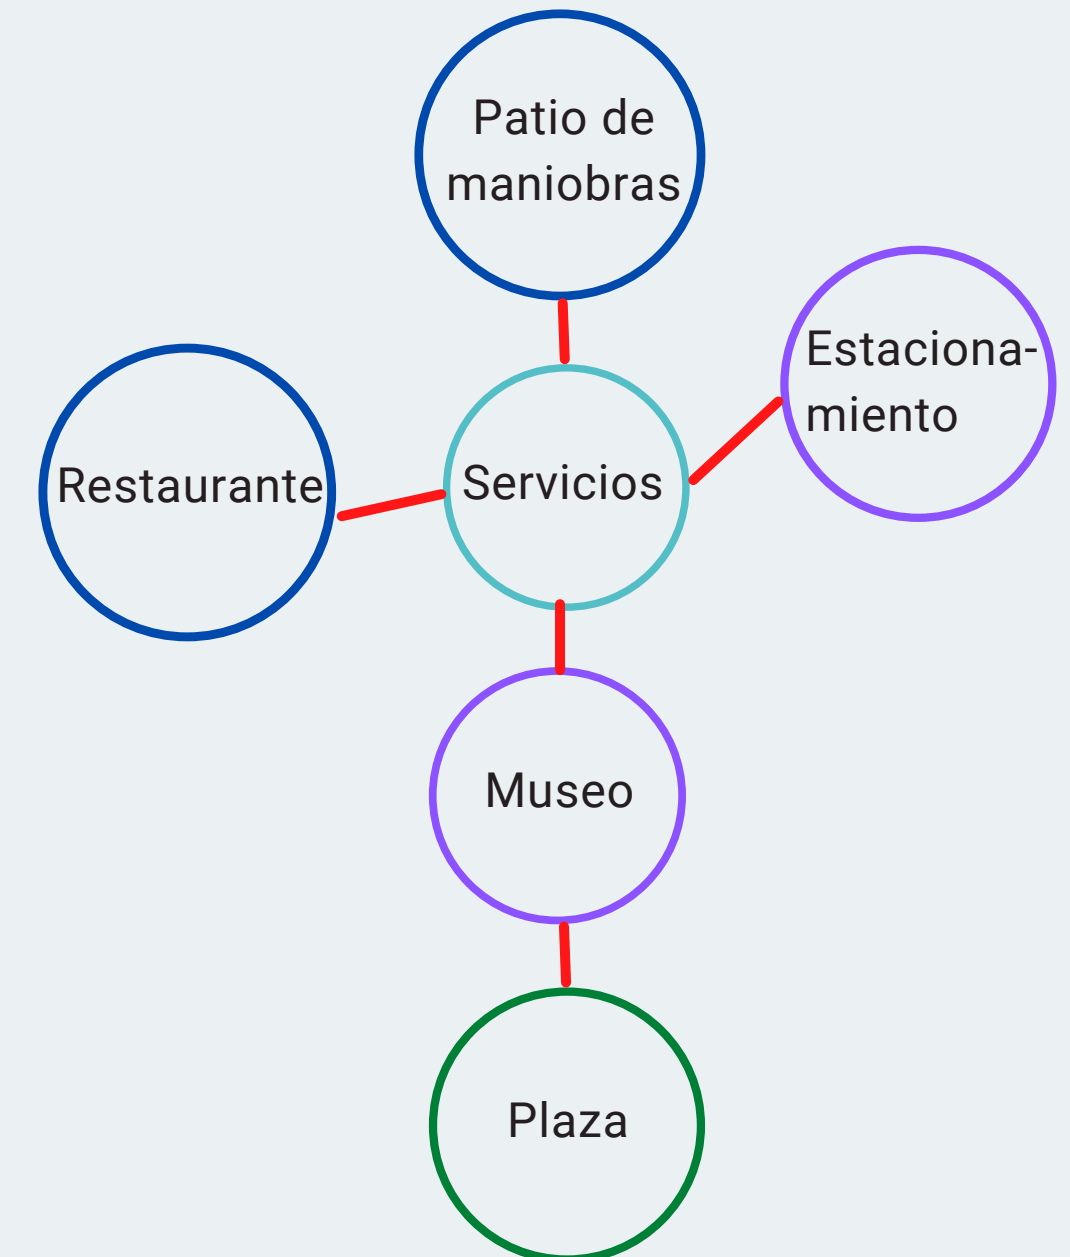 Patio de
maniobras
Estaciona-
miento
Restaurante
Servicios
Museo
Plaza